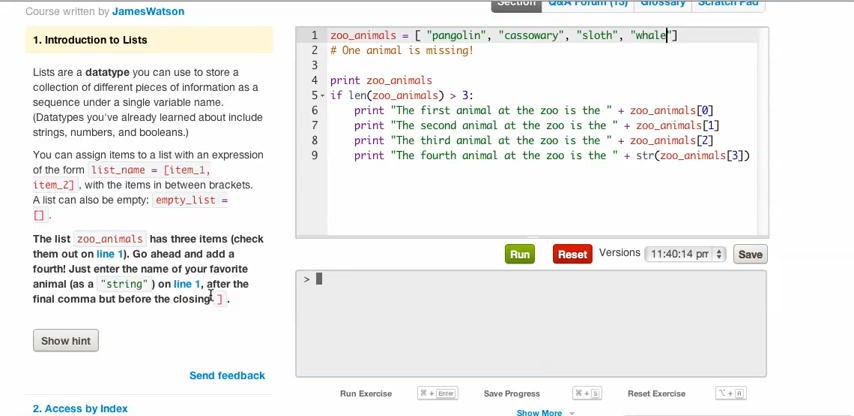 Course written by JamesWatson
Section Q&A Forum (13) Glossary Scratch Pad
1. Introduction to Lists
Lists are a datatype you can use to store a
collection of different pieces of information as a
sequence under a single variable name.
(Datatypes you've already learned about include
strings, numbers, and booleans.)
You can assign items to a list with an expression
of the form list_name = [item_1,
item_2] , with the items in between brackets.
A list can also be empty: empty_list =
[] .
The list zoo_animals has three items (check
them out on line 1). Go ahead and add a
fourth! Just enter the name of your favorite
animal (as a "string" ) on line 1, after the
final comma but before the closing ] .
Show hint
Send feedback
2. Access by Index
1 zoo_animals = [ "pangolin", "cassowary", "sloth", "whale"]
2 # One animal is missing!
3
4 print zoo_animals
5 if len(zoo_animals) > 3:
6 print "The first animal at the zoo is the " + zoo_animals[0]
7 print "The second animal at the zoo is the " + zoo_animals[1]
8 print "The third animal at the zoo is the " + zoo_animals[2]
9 print "The fourth animal at the zoo is the " + str(zoo_animals[3])
Run Reset Versions 11:40:14 pm Save
>
Run Exercise ⌘ + Enter Save Progress ⌘ + S Reset Exercise ⌥ + R
Show More